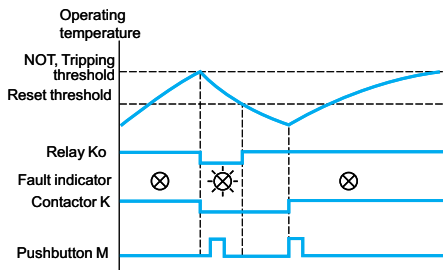 Operating
temperature
NOT, Tripping
threshold
Reset threshold
Relay Ko
Fault indicator
Contactor K
Pushbutton M